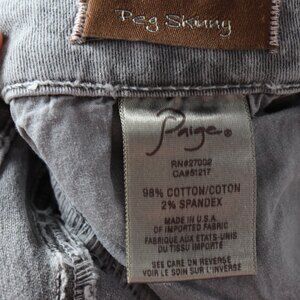 Peg Skinny
Paige®
RN#27002
CA#51217
98% COTTON/COTON
2% SPANDEX
MADE IN U.S.A.
OF IMPORTED FABRIC
FABRIQUE AUX ETATS-UNIS
DU TISSU IMPORTE
SEE CARE ON REVERSE
VOIR LE SOIN SUR L'INVERSE